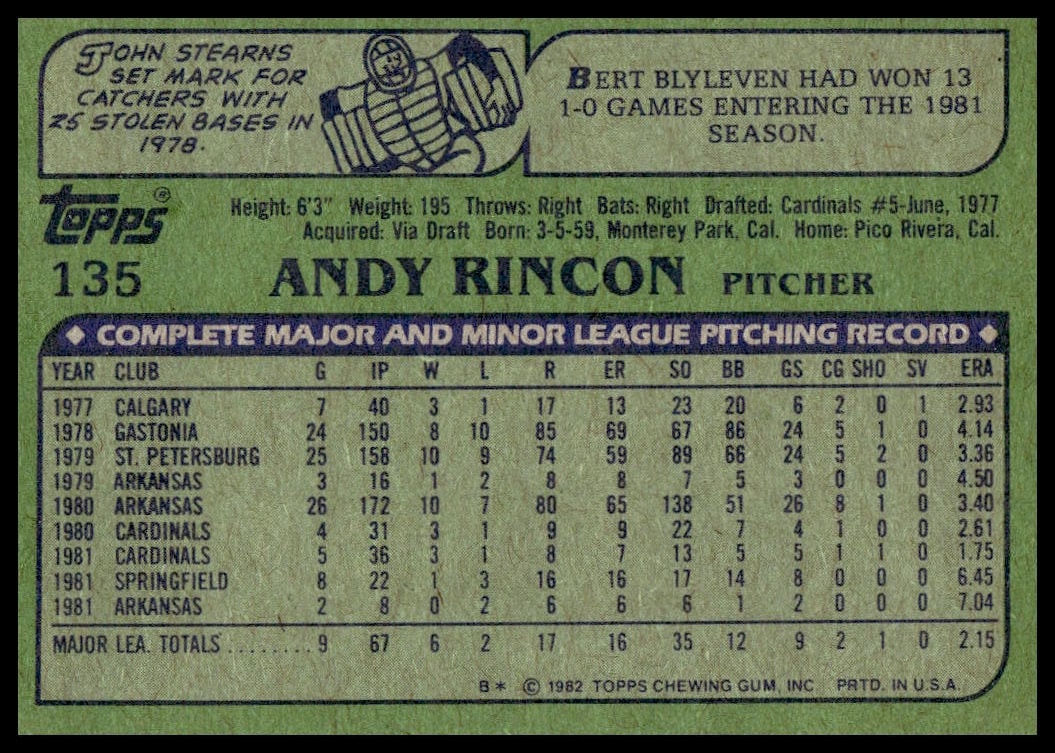 JOHN STEARNS
SET MARK FOR
CATCHERS WITH
25 STOLEN BASES IN
1978.
BERT BLYLEVEN HAD WON 13
1-0 GAMES ENTERING THE 1981
SEASON.
TOPPS®
Height: 6'3" Weight: 195 Throws: Right Bats: Right Drafted: Cardinals #5-June, 1977
Acquired: Via Draft Born: 3-5-59, Monterey Park, Cal. Home: Pico Rivera, Cal.
135 ANDY RINCON PITCHER
◆ COMPLETE MAJOR AND MINOR LEAGUE PITCHING RECORD ◆
YEAR CLUB G IP W L R ER SO BB GS CG SHO SV ERA
1977 CALGARY 7 40 3 1 17 13 23 20 6 2 0 1 2.93
1978 GASTONIA 24 150 8 10 85 69 67 86 24 5 1 0 4.14
1979 ST. PETERSBURG 25 158 10 9 74 59 89 66 24 5 2 0 3.36
1979 ARKANSAS 3 16 1 2 8 8 7 5 3 0 0 0 4.50
1980 ARKANSAS 26 172 10 7 80 65 138 51 26 8 1 0 3.40
1980 CARDINALS 4 31 3 1 9 9 22 7 4 1 0 0 2.61
1981 CARDINALS 5 36 3 1 8 7 13 5 5 1 1 0 1.75
1981 SPRINGFIELD 8 22 1 3 16 16 17 14 8 0 0 0 6.45
1981 ARKANSAS 2 8 0 2 6 6 6 1 2 0 0 0 7.04
MAJOR LEA. TOTALS ........ 9 67 6 2 17 16 35 12 9 2 1 0 2.15
B* © 1982 TOPPS CHEWING GUM, INC PRTD. IN U.S.A.